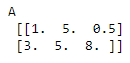 A
[[1. 5. 0.5]
[3. 5. 8. ]]